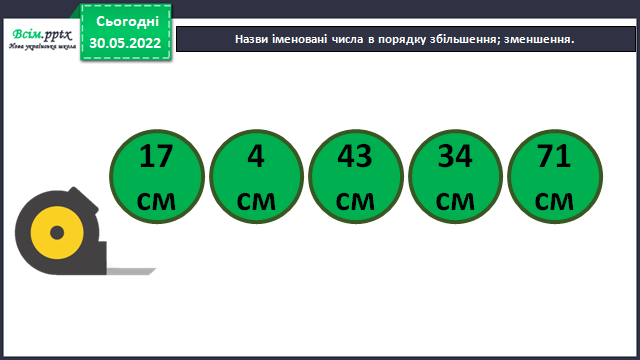 Всім.pptx
Нова українська школа
Сьогодні
30.05.2022
Назви іменовані числа в порядку збільшення; зменшення.
17 4 43 34 71
см см см см см